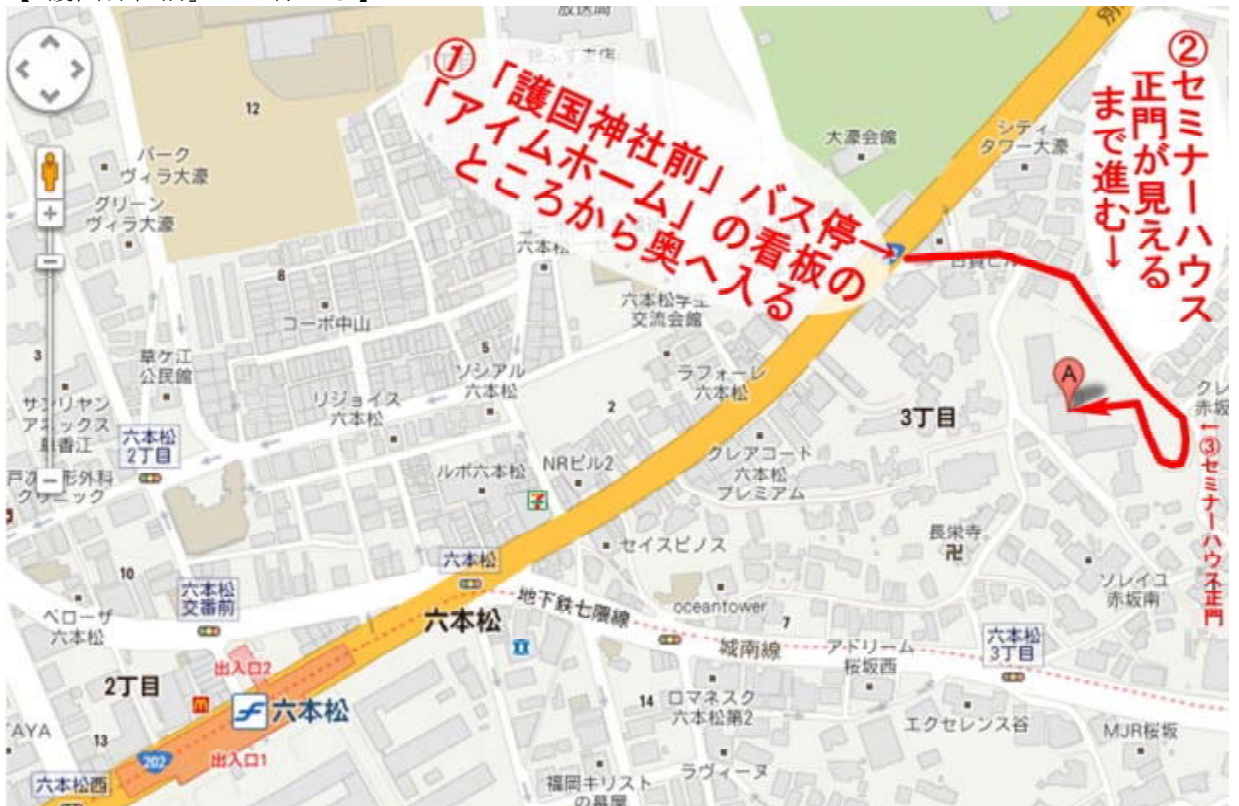 ①「護国神社前」バス停→
「アイムホーム」の看板の
ところから奥へ入る
②セミナーハウス
正門が見える
まで進む→
←③セミナーハウス正門
12
パーク
ヴィラ大濠
グリーン
ヴィラ大濠
8
コーポ中山
大濠会館
シティ
タワー大濠
六本松学生
交流会館
3
草ケ江
公民館
5
ソシアル
六本松
リジョイス
六本松
2
ラフォーレ
六本松
3丁目
A
クレ
赤坂
サンリヤン
アネックス
六本松
2丁目
クリニック
ルボ六本松
NRビル2
クレアコート
六本松
プレミアム
セイスピノス
長栄寺
10
六本松
交番前
六本松
六本松
地下鉄七隈線
oceantower
7
城南線
アドリーム
桜坂西
六本松
3丁目
ソレイユ
赤坂南
ベローザ
六本松
出入口2
2丁目
六本松
14
ロマネスク
六本松第2
エクセレンス谷
MJR桜坂
TAYA
13
202
出入口1
六本松西
福岡キリスト
の幕屋
ラヴィーヌ